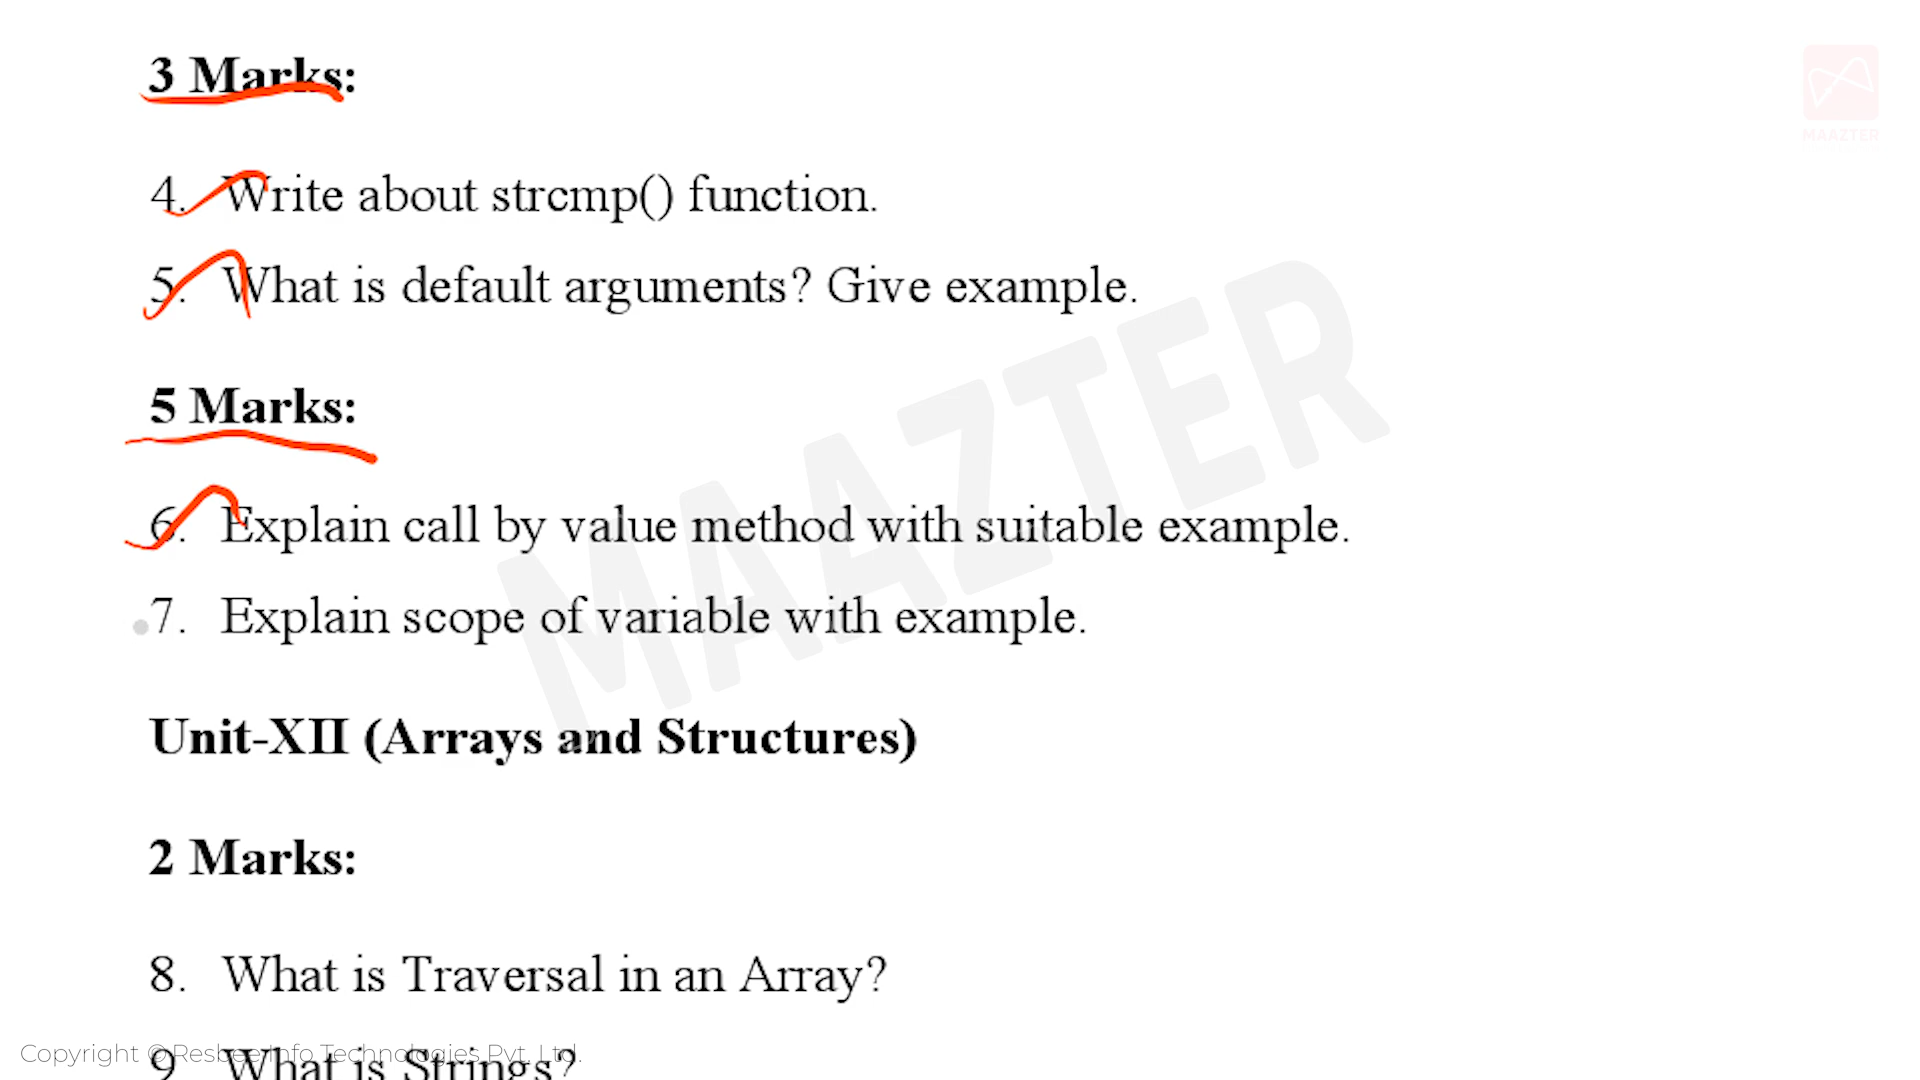 3 Marks:
MAAZTER
4. Write about strcmp() function.
5. What is default arguments? Give example.
5 Marks:
6. Explain call by value method with suitable example.
7. Explain scope of variable with example.
MAAZTER
Unit-XII (Arrays and Structures)
2 Marks:
8. What is Traversal in an Array?
9 What is Strings?
Copyright © Resbee Info Technologies Pvt. Ltd.